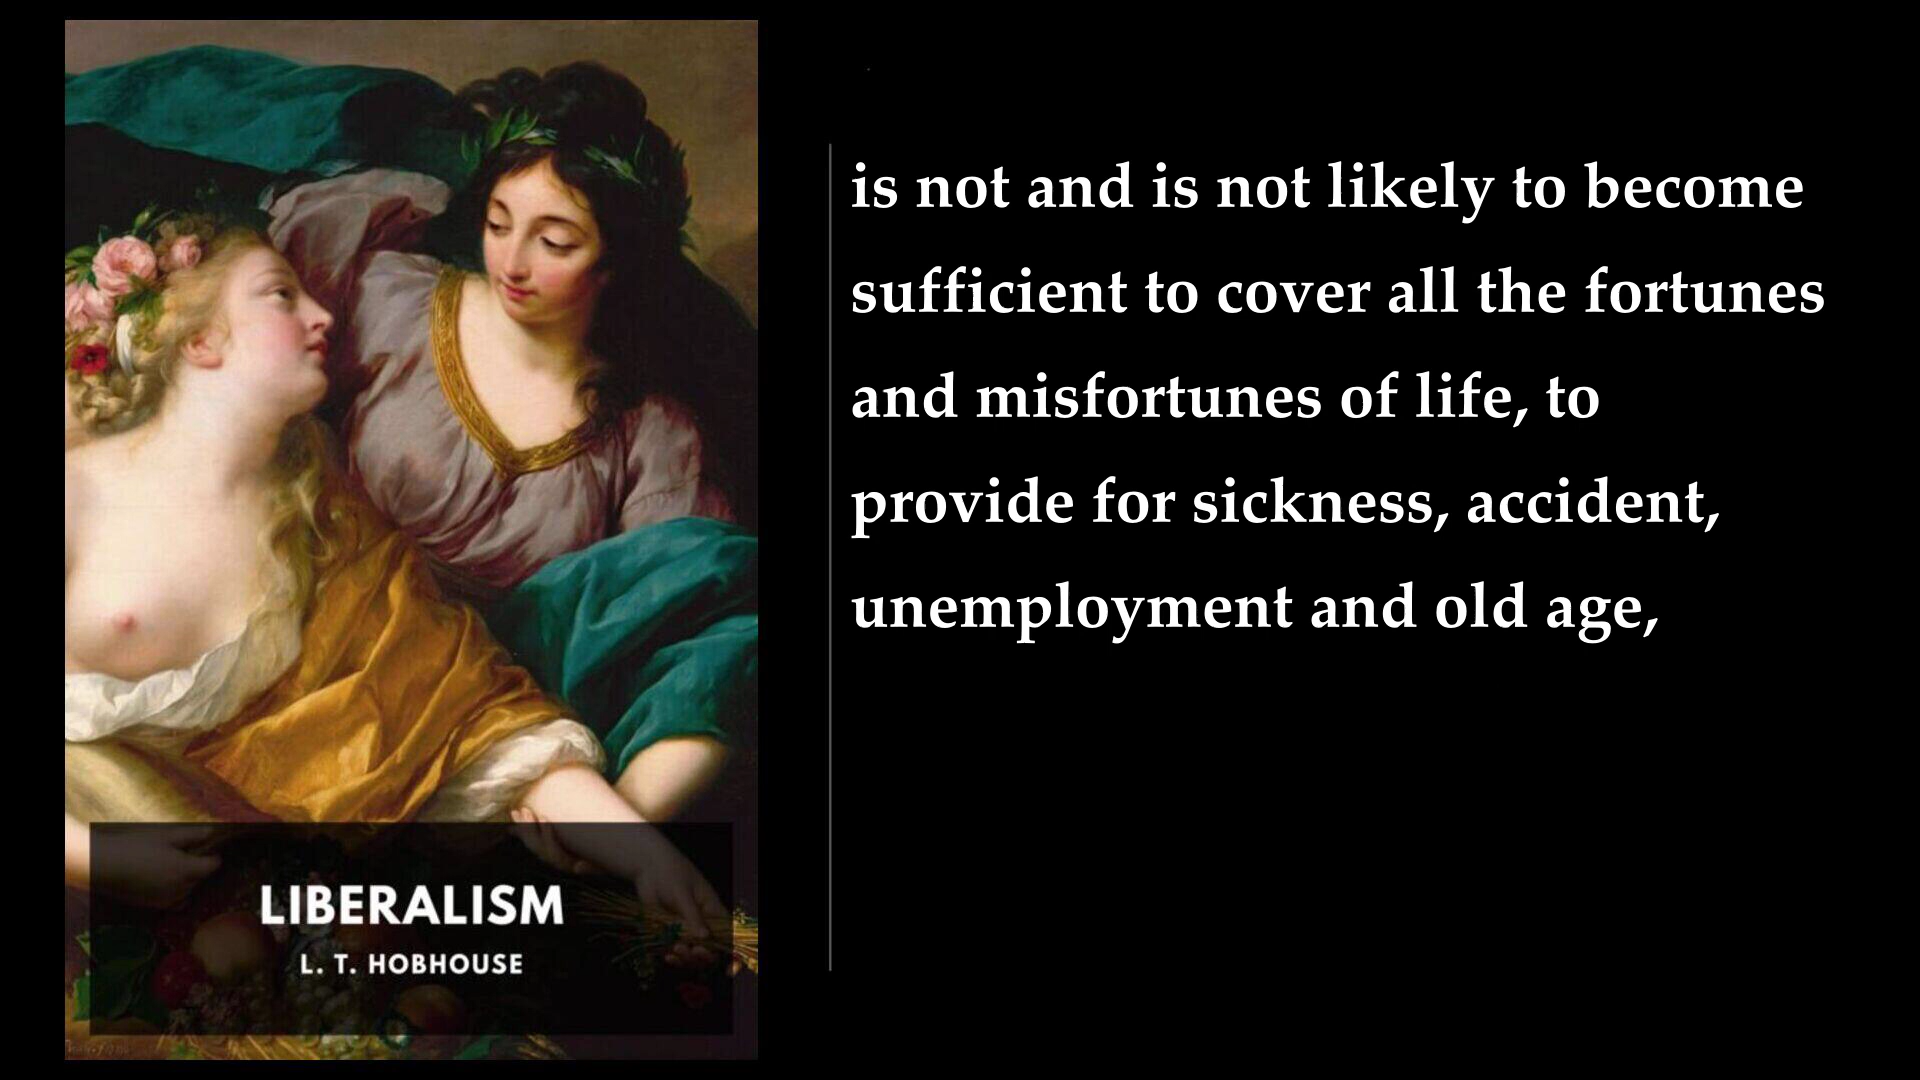 is not and is not likely to become
sufficient to cover all the fortunes
and misfortunes of life, to
provide for sickness, accident,
unemployment and old age,
LIBERALISM
L. T. HOBHOUSE